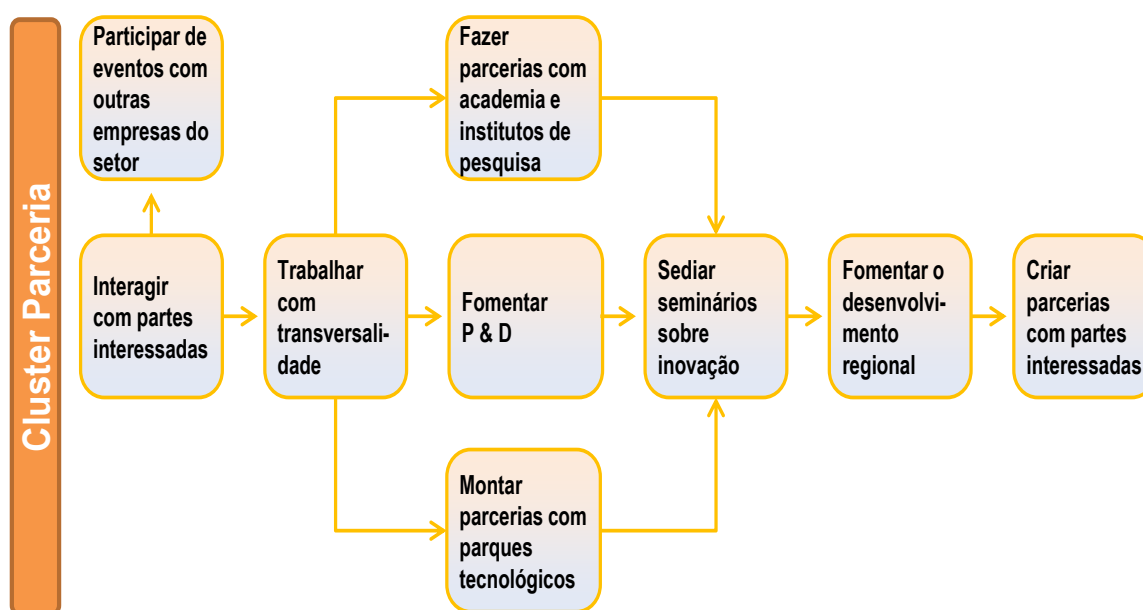 Cluster Parceria
Participar de
eventos com
outras
empresas do
setor
Fazer
parcerias com
academia e
institutos de
pesquisa
Interagir
com partes
interessadas
Trabalhar
com
transversali-
dade
Fomentar
P & D
Sediar
seminários
sobre
inovação
Fomentar o
desenvolvi-
mento
regional
Criar
parcerias
com partes
interessadas
Montar
parcerias com
parques
tecnológicos